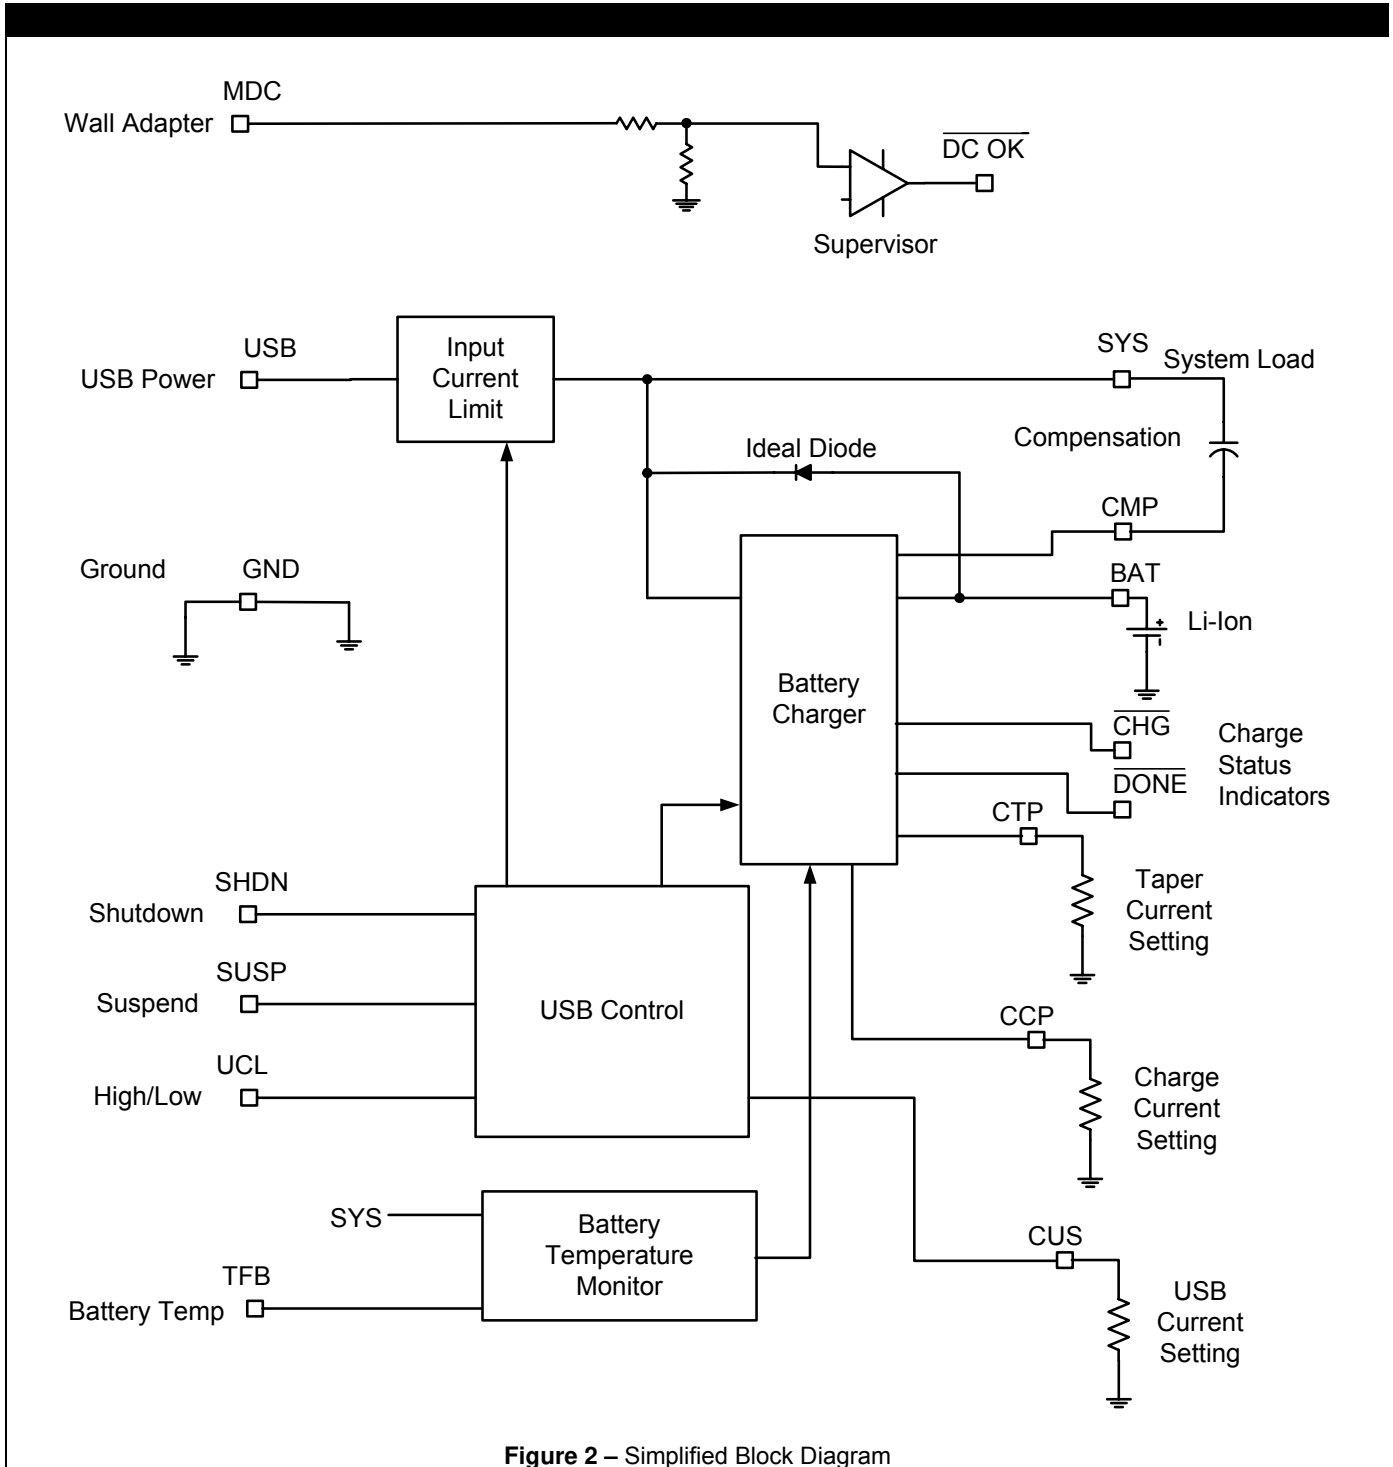 MDC
Wall Adapter
DC OK
Supervisor
USB
USB Power
Input
Current
Limit
SYS
System Load
Ideal Diode
Compensation
CMP
Ground
GND
BAT
Li-Ion
+
-
Battery
Charger
CHG
DONE
Charge
Status
Indicators
CTP
Taper
Current
Setting
SHDN
Shutdown
SUSP
Suspend
UCL
High/Low
USB Control
CCP
Charge
Current
Setting
SYS
Battery
Temperature
Monitor
TFB
Battery Temp
CUS
USB
Current
Setting
Figure 2 – Simplified Block Diagram